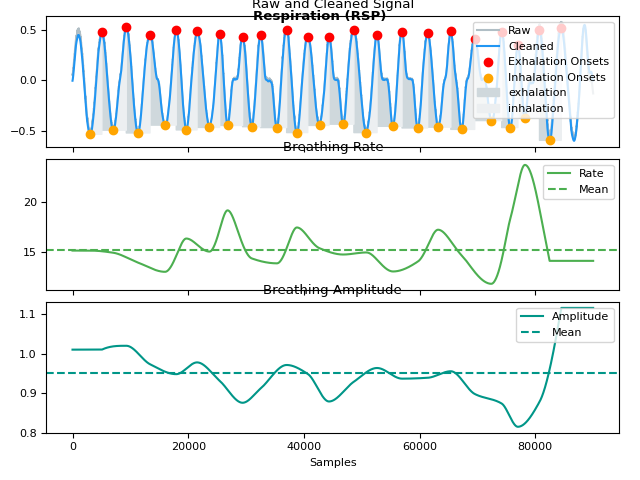 Raw and Cleaned Signal
Respiration (RSP)
0.5
0.0
−0.5
Raw
Cleaned
Exhalation Onsets
Inhalation Onsets
exhalation
inhalation
Breathing Rate
20
15
Rate
Mean
Breathing Amplitude
1.1
1.0
0.9
0.8
Amplitude
Mean
0 20000 40000 60000 80000
Samples